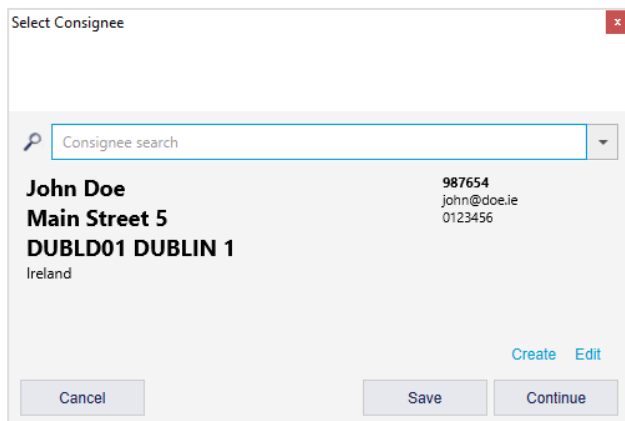 Select Consignee
x
Consignee search
John Doe
Main Street 5
DUBLD01 DUBLIN 1
Ireland
987654
john@doe.ie
0123456
Create Edit
Cancel Save Continue